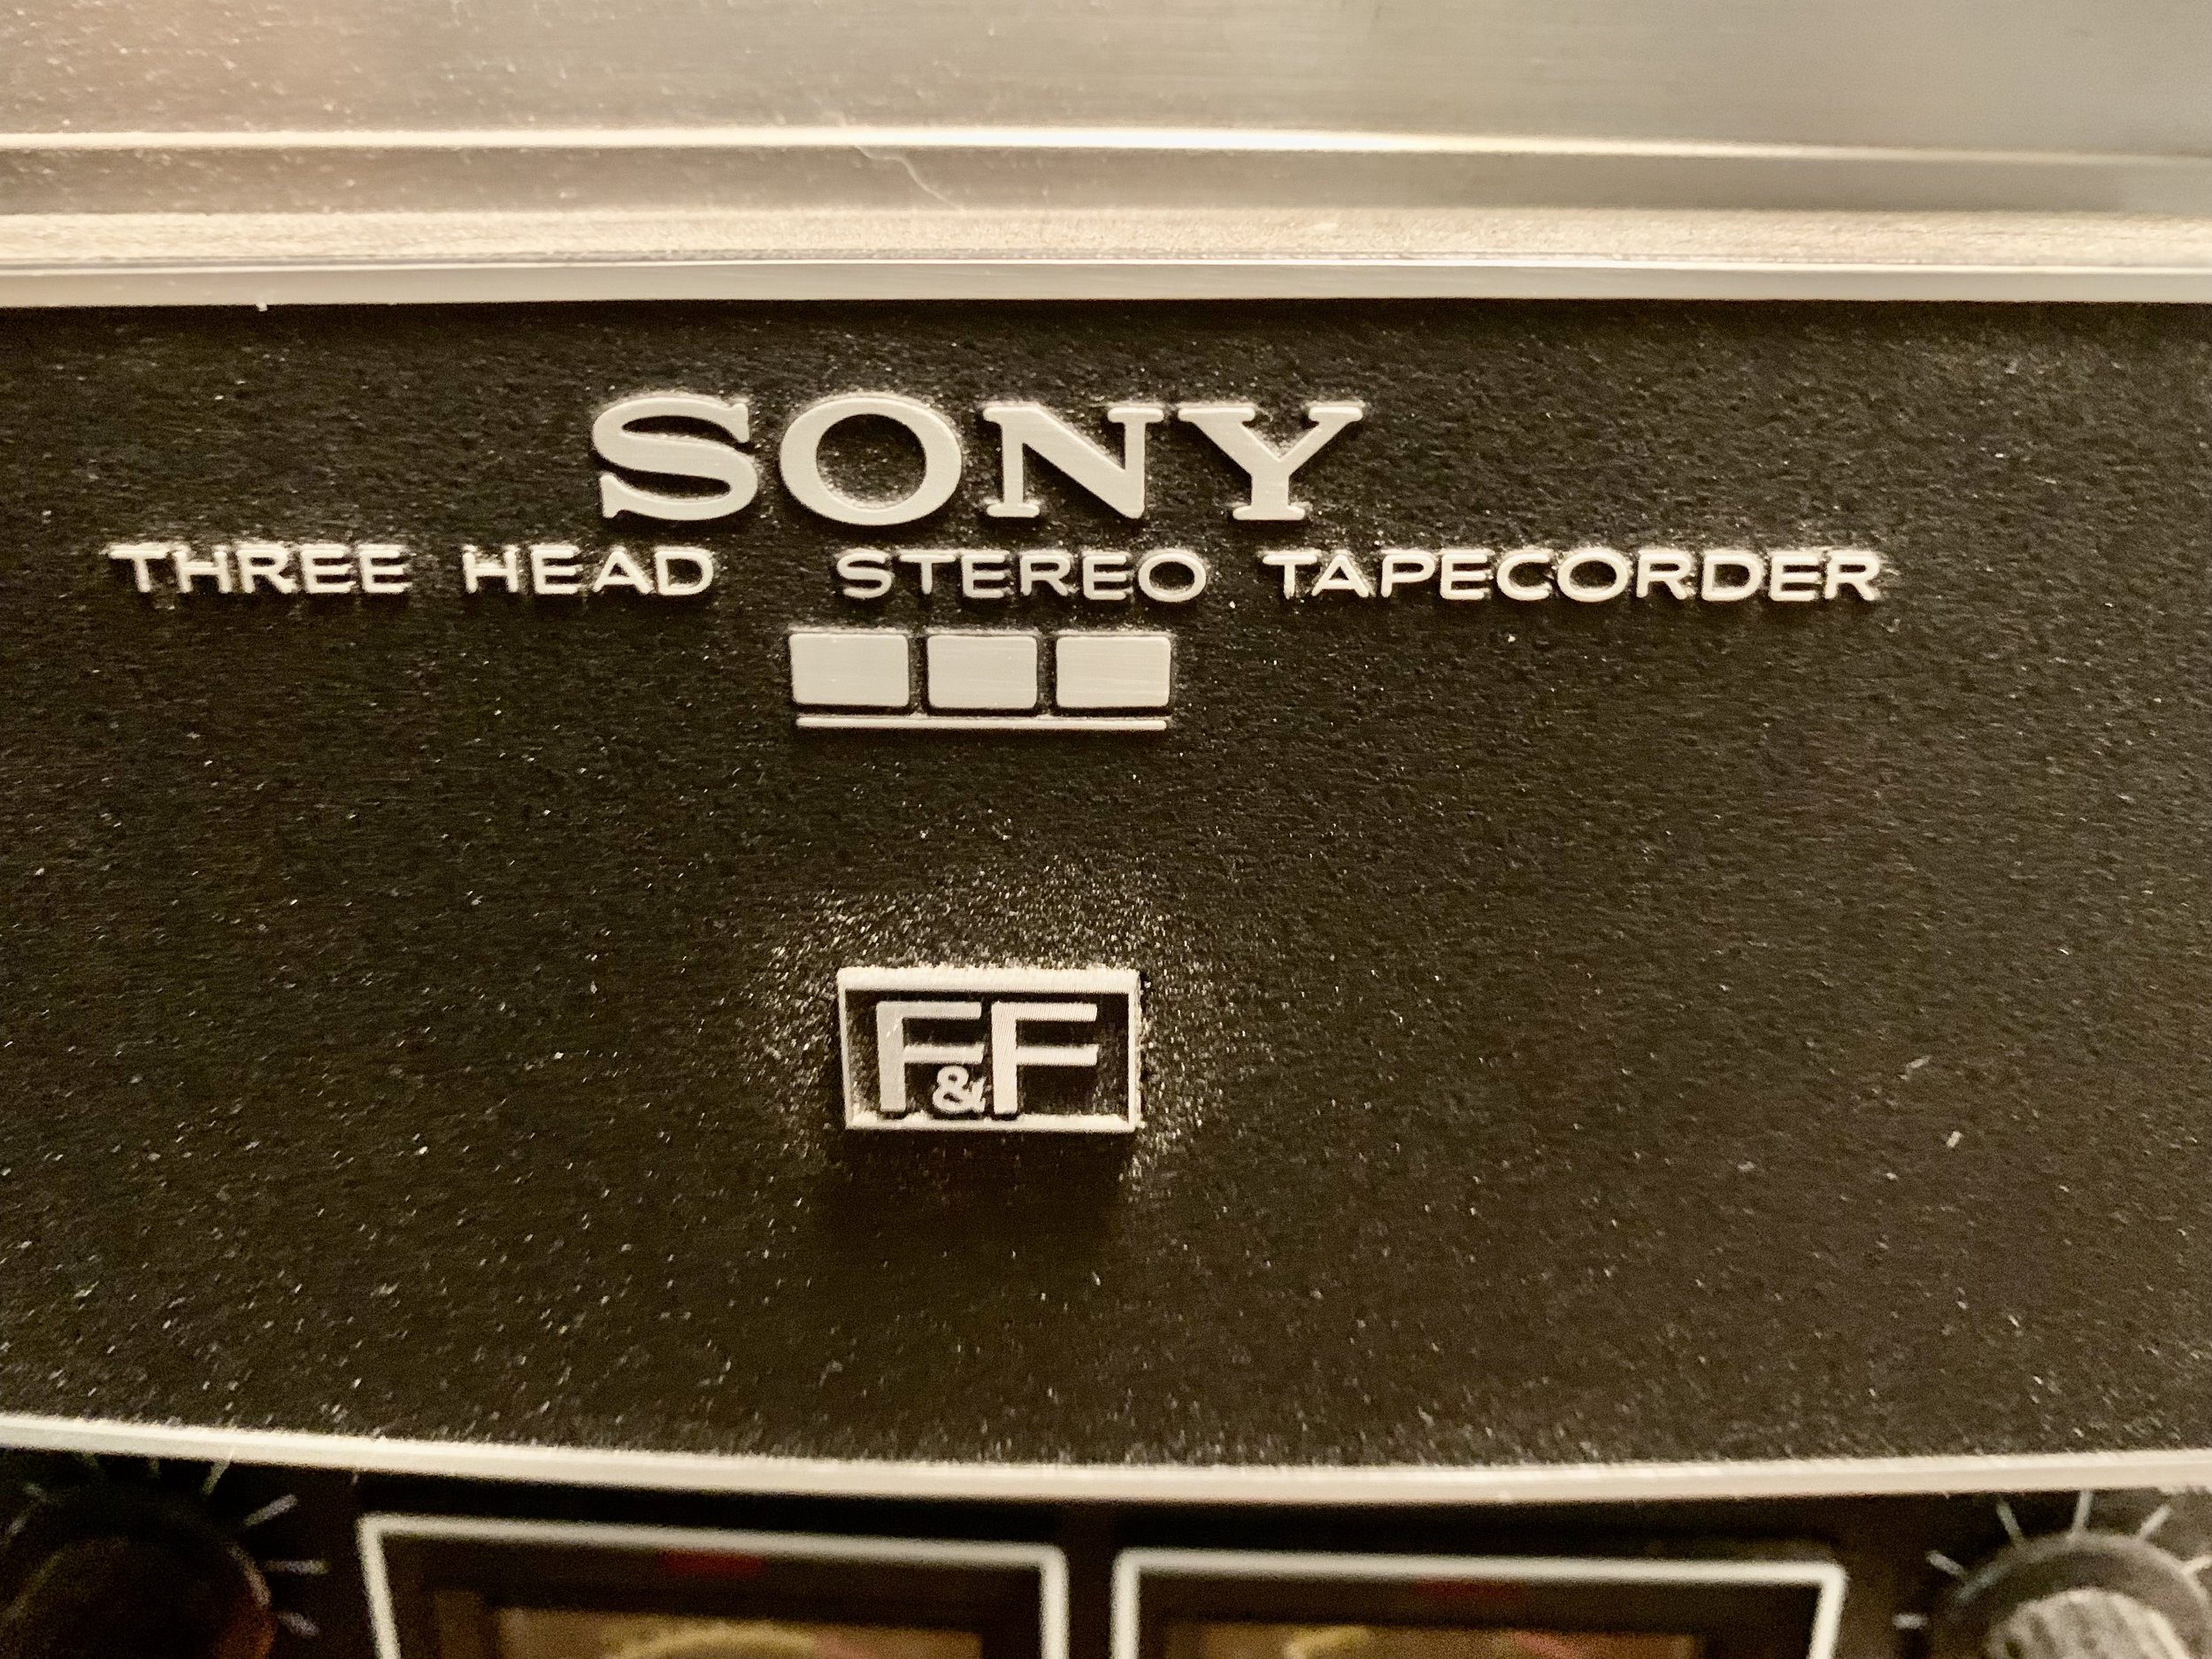 SONY
THREE HEAD STEREO TAPECORDER
F&F